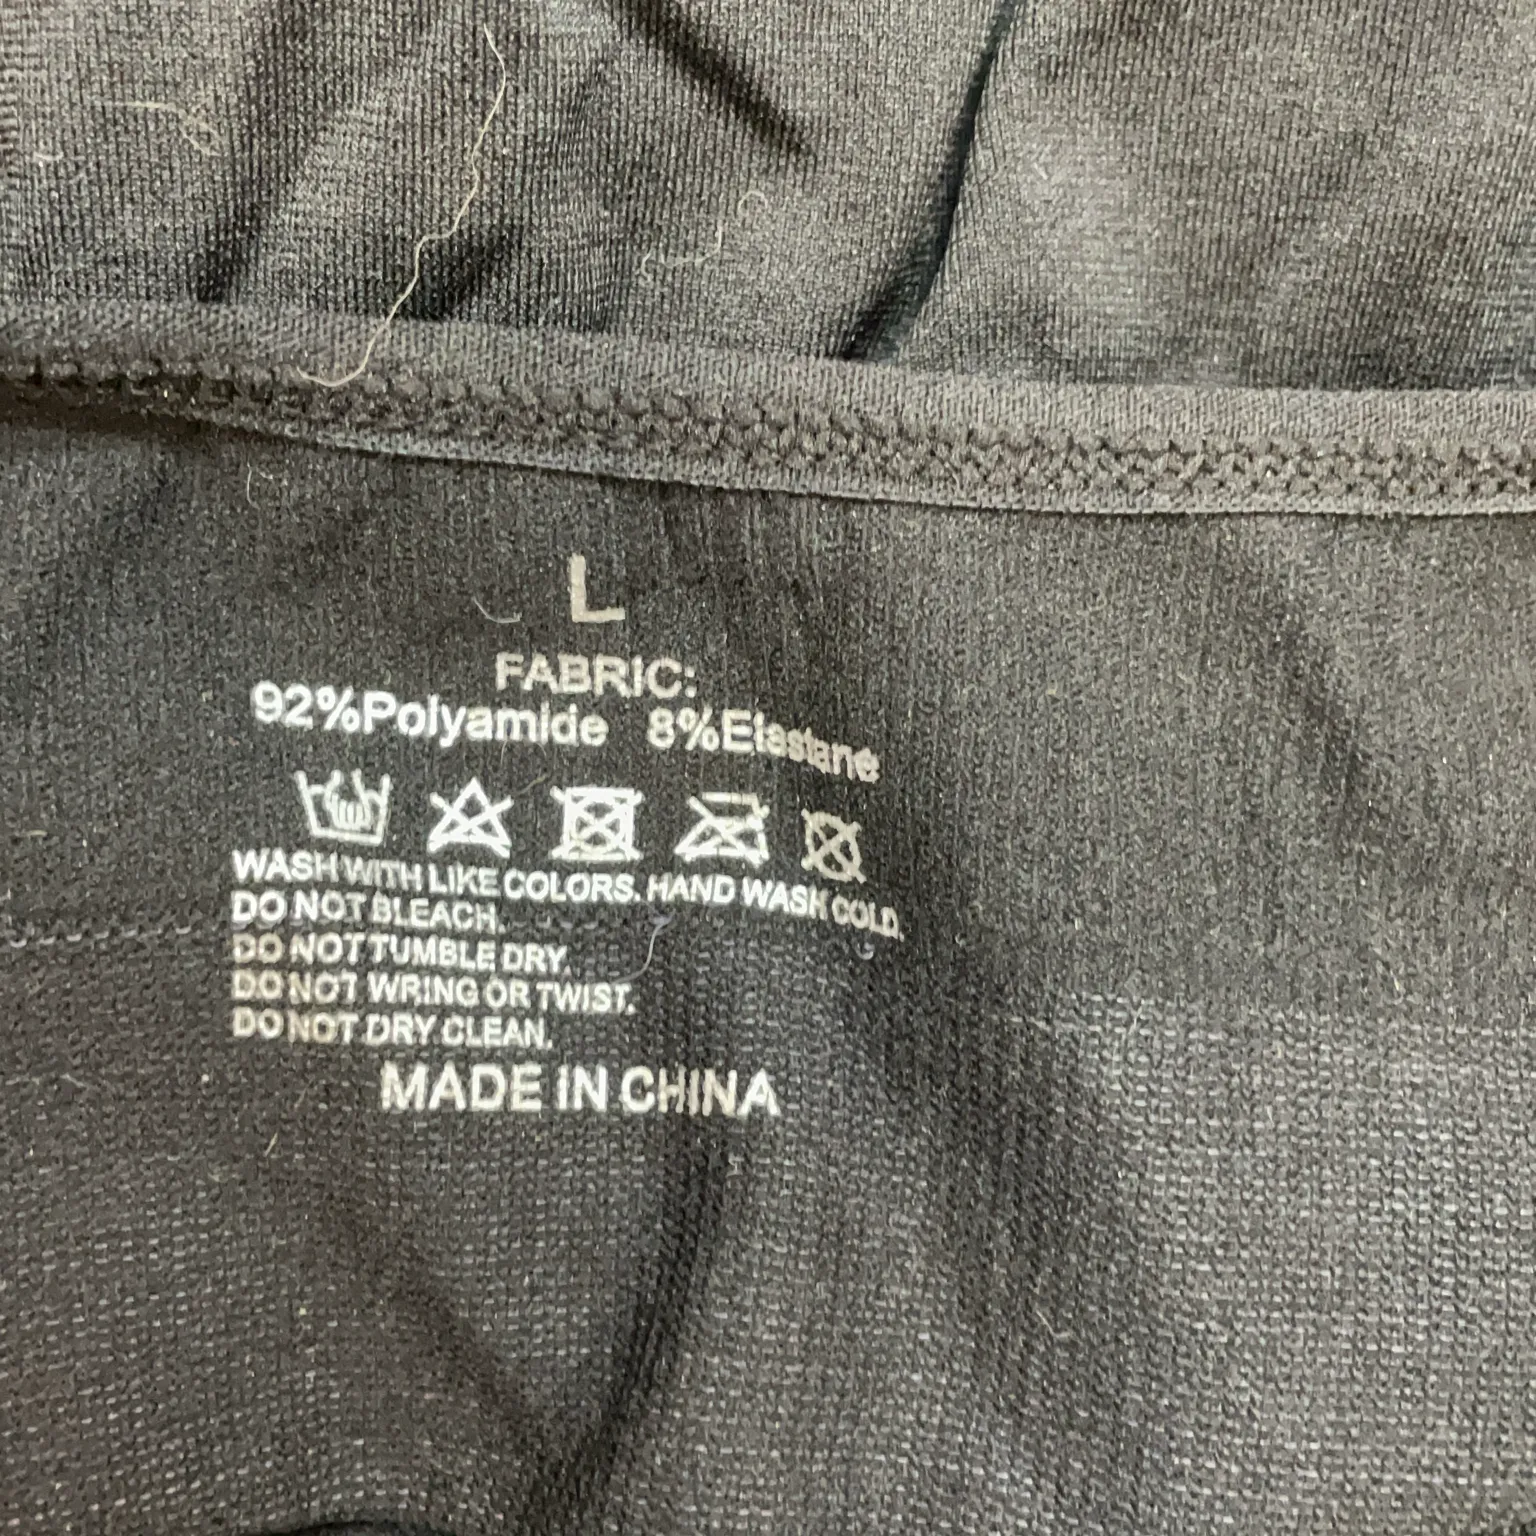 L
FABRIC:
92%Polyamide 8%Elastane
WASH WITH LIKE COLORS. HAND WASH COLD.
DO NOT BLEACH.
DO NOT TUMBLE DRY.
DO NOT WRING OR TWIST.
DO NOT DRY CLEAN.
MADE IN CHINA